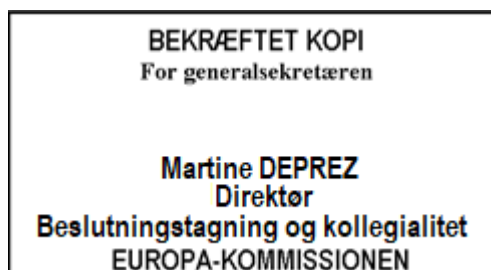 BEKRÆFTET KOPI
For generalsekretæren
Martine DEPREZ
Direktør
Beslutningstagning og kollegialitet
EUROPA-KOMMISSIONEN